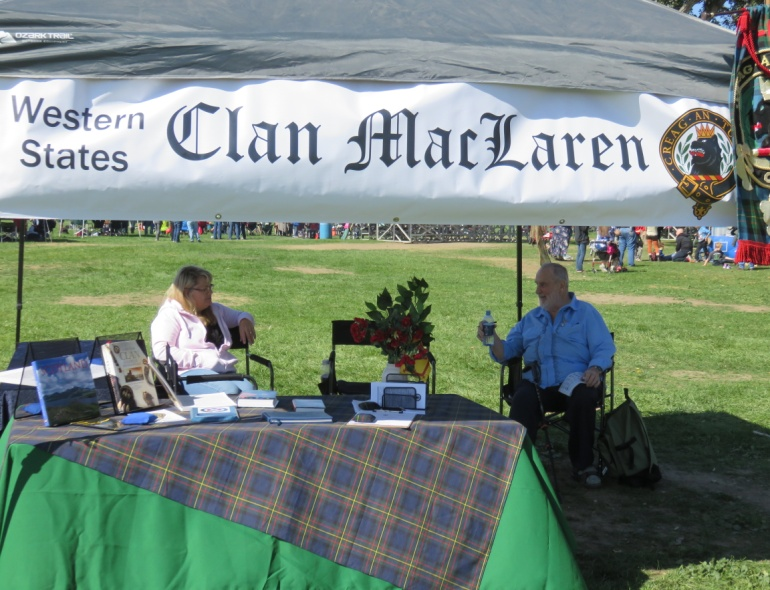 OZARK TRAIL
Western
States
Clan MacLaren
CREAG AN